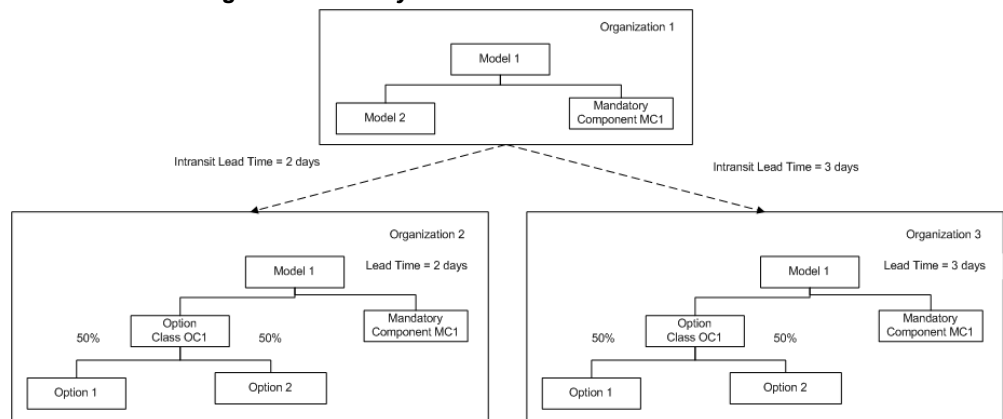 Organization 1
Model 1
Model 2
Mandatory
Component MC1
Intransit Lead Time = 2 days
Intransit Lead Time = 3 days
Organization 2
Lead Time = 2 days
Model 1
Option
Class OC1
Mandatory
Component MC1
50%
50%
Option 1
Option 2
Organization 3
Lead Time = 3 days
Model 1
Option
Class OC1
Mandatory
Component MC1
50%
50%
Option 1
Option 2